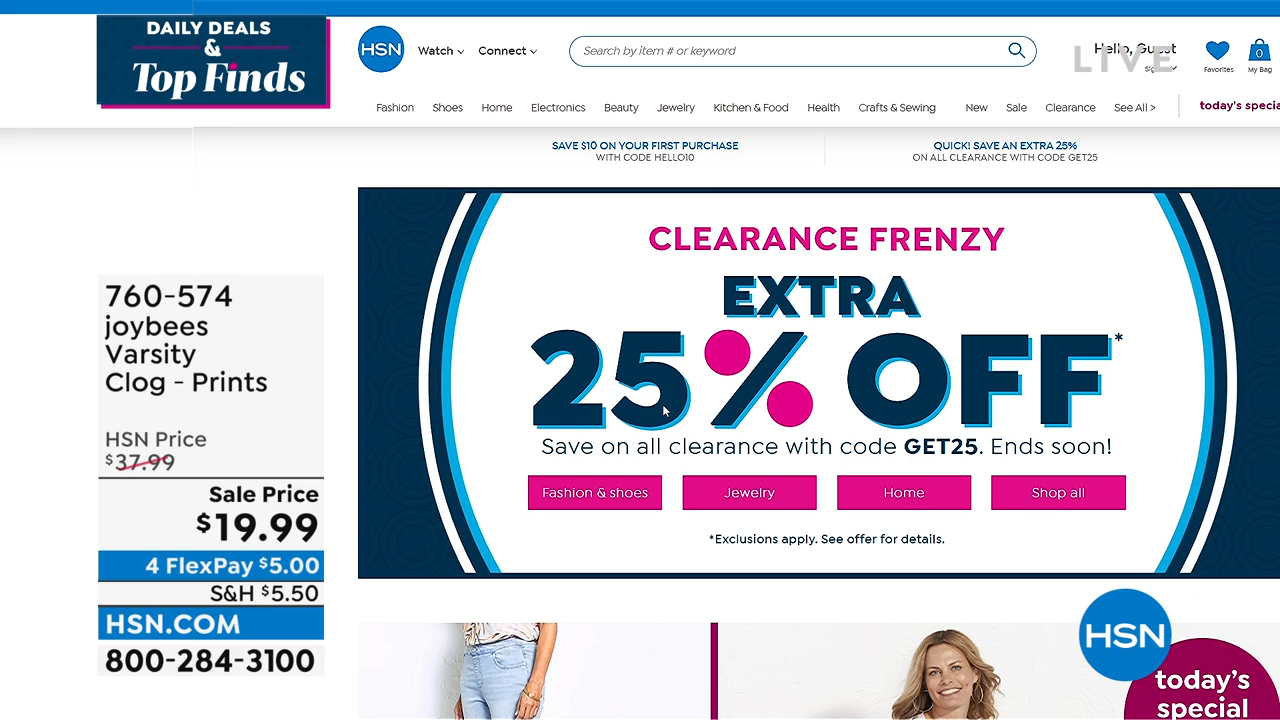 DAILY DEALS
&
Top Finds
HSN
Watch
Connect
Search by item # or keyword
Hello, Guest
LIVE
Favorites
0
My Bag
Fashion
Shoes
Home
Electronics
Beauty
Jewelry
Kitchen & Food
Health
Crafts & Sewing
New
Sale
Clearance
See All >
today's specia
SAVE $10 ON YOUR FIRST PURCHASE
WITH CODE HELLO10
QUICK! SAVE AN EXTRA 25%
ON ALL CLEARANCE WITH CODE GET25
760-574
joybees
Varsity
Clog - Prints
HSN Price
$37.99
Sale Price
$19.99
4 FlexPay $5.00
S&H $5.50
HSN.COM
800-284-3100
CLEARANCE FRENZY
EXTRA
25% OFF*
Save on all clearance with code GET25. Ends soon!
Fashion & shoes
Jewelry
Home
Shop all
*Exclusions apply. See offer for details.
HSN
today's
special